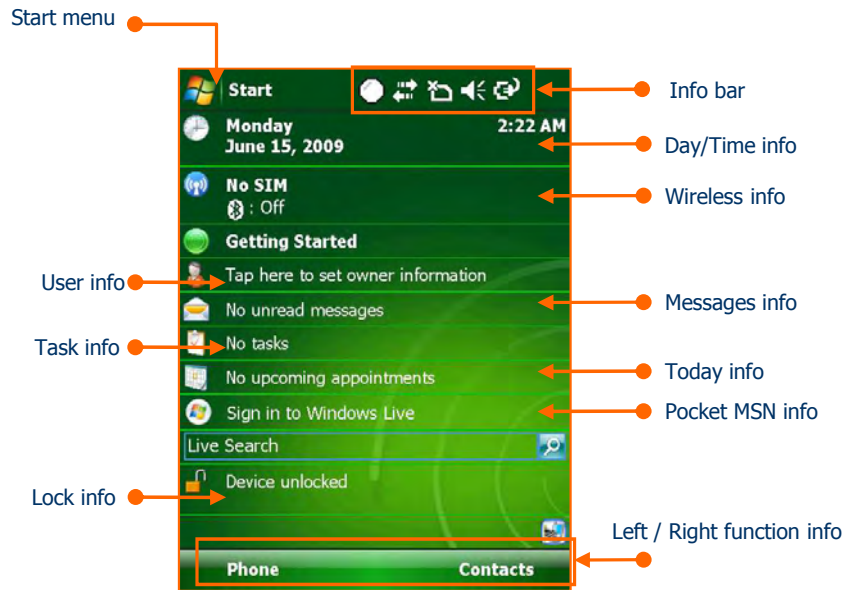 Start menu
Start
Info bar
Monday
2:22 AM
June 15, 2009
Day/Time info
No SIM
: Off
Wireless info
Getting Started
User info
Tap here to set owner information
No unread messages
Messages info
Task info
No tasks
No upcoming appointments
Today info
Sign in to Windows Live
Pocket MSN info
Live Search
Device unlocked
Lock info
Left / Right function info
Phone
Contacts